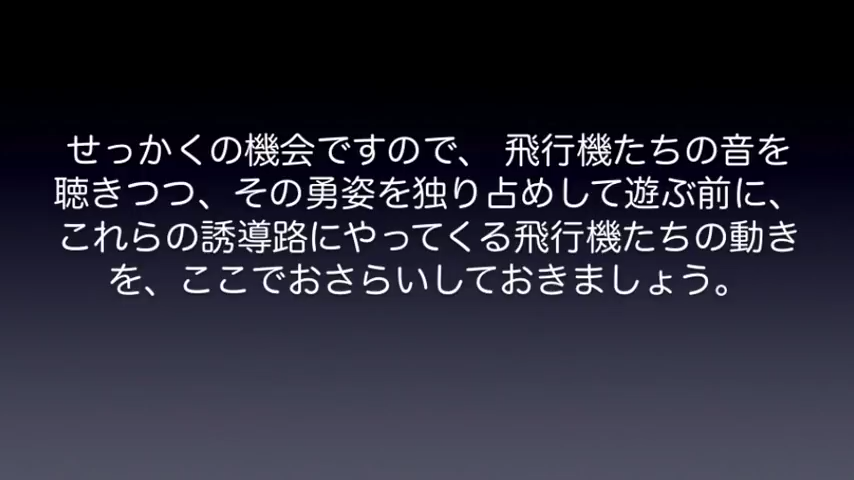 せっかくの機会ですので、 飛行機たちの音を
聴きつつ、その勇姿を独り占めして遊ぶ前に、
これらの誘導路にやってくる飛行機たちの動き
を、ここでおさらいしておきましょう。